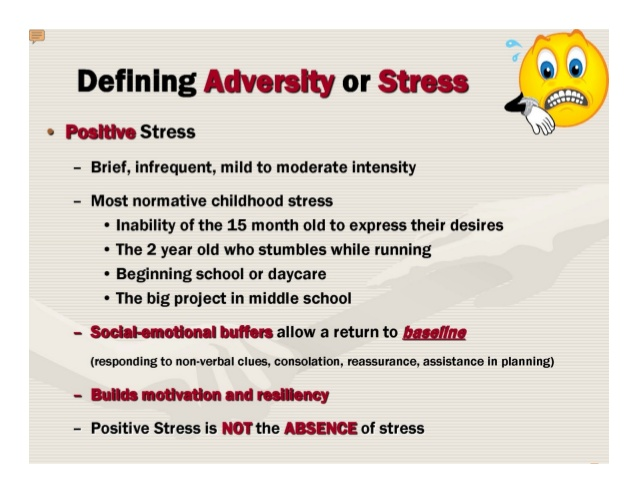 Defining Adversity or Stress
• Positive Stress
– Brief, infrequent, mild to moderate intensity
– Most normative childhood stress
• Inability of the 15 month old to express their desires
• The 2 year old who stumbles while running
• Beginning school or daycare
• The big project in middle school
– Social-emotional buffers allow a return to baseline
(responding to non-verbal clues, consolation, reassurance, assistance in planning)
– Builds motivation and resiliency
– Positive Stress is NOT the ABSENCE of stress